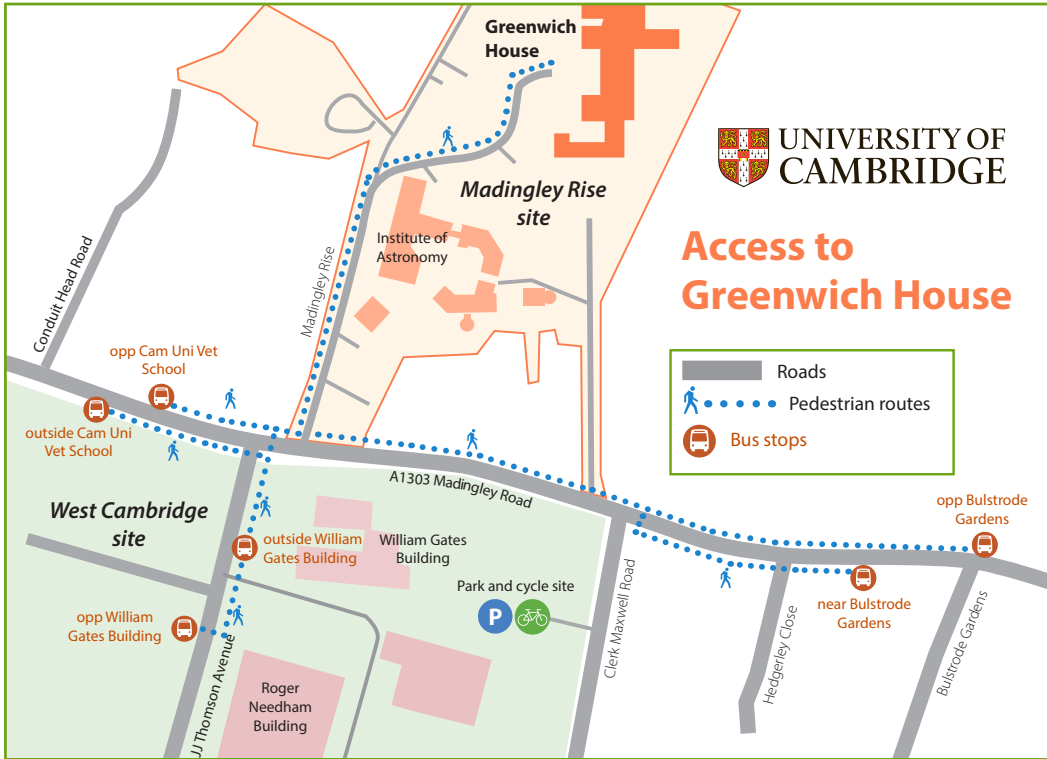 Greenwich
House
UNIVERSITY OF
CAMBRIDGE
Madingley Rise
site
Institute of
Astronomy
Access to
Greenwich House
Conduit Head Road
Madingley Rise
opp Cam Uni Vet
School
Roads
Pedestrian routes
Bus stops
outside Cam Uni
Vet School
A1303 Madingley Road
West Cambridge
site
outside William
Gates Building
William Gates
Building
opp Bulstrode
Gardens
Park and cycle site
P
near Bulstrode
Gardens
opp William
Gates Building
Clerk Maxwell Road
Hedgerley Close
Bulstrode Gardens
JJ Thomson Avenue
Roger
Needham
Building